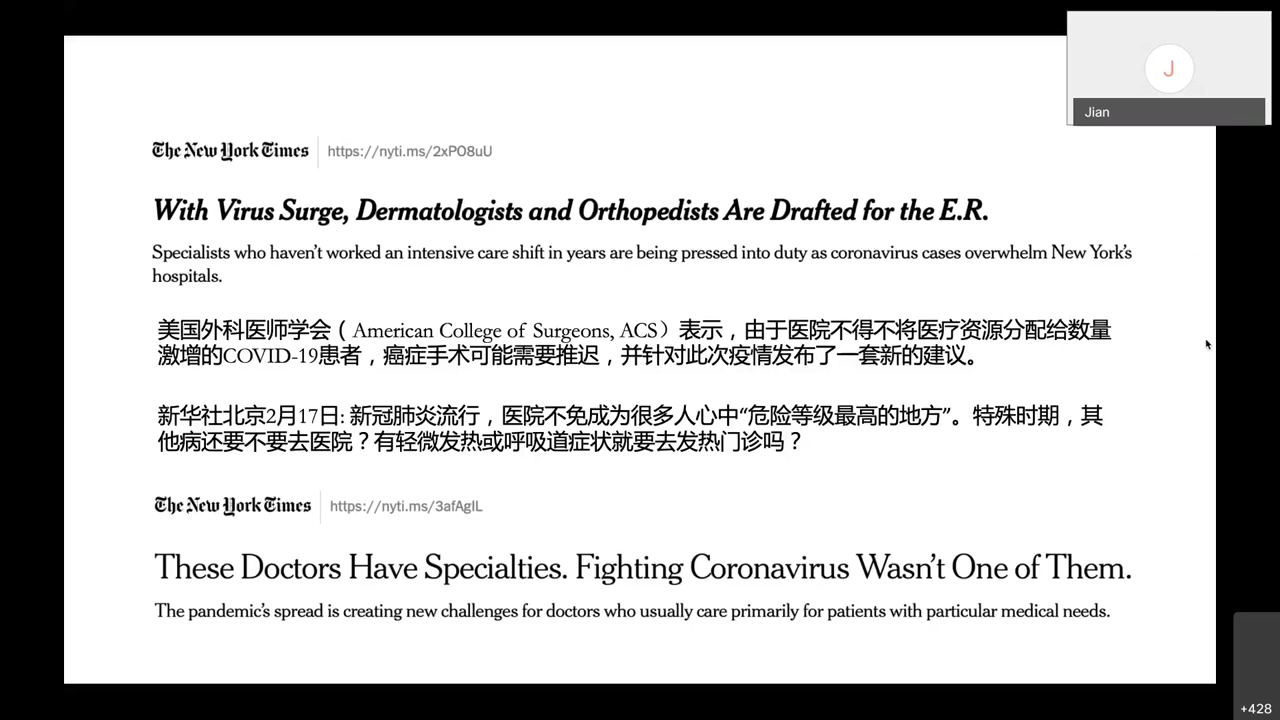 J
Jian
The New York Times https://nyti.ms/2xPO8uU
With Virus Surge, Dermatologists and Orthopedists Are Drafted for the E.R.
Specialists who haven't worked an intensive care shift in years are being pressed into duty as coronavirus cases overwhelm New York's
hospitals.
美国外科医师学会（American College of Surgeons, ACS）表示，由于医院不得不将医疗资源分配给数量
激增的COVID-19患者，癌症手术可能需要推迟，并针对此次疫情发布了一套新的建议。
新华社北京2月17日: 新冠肺炎流行，医院不免成为很多人心中“危险等级最高的地方”。特殊时期，其
他病还要不要去医院？有轻微发热或呼吸道症状就要去发热门诊吗？
The New York Times https://nyti.ms/3afAgIL
These Doctors Have Specialties. Fighting Coronavirus Wasn't One of Them.
The pandemic's spread is creating new challenges for doctors who usually care primarily for patients with particular medical needs.
+428